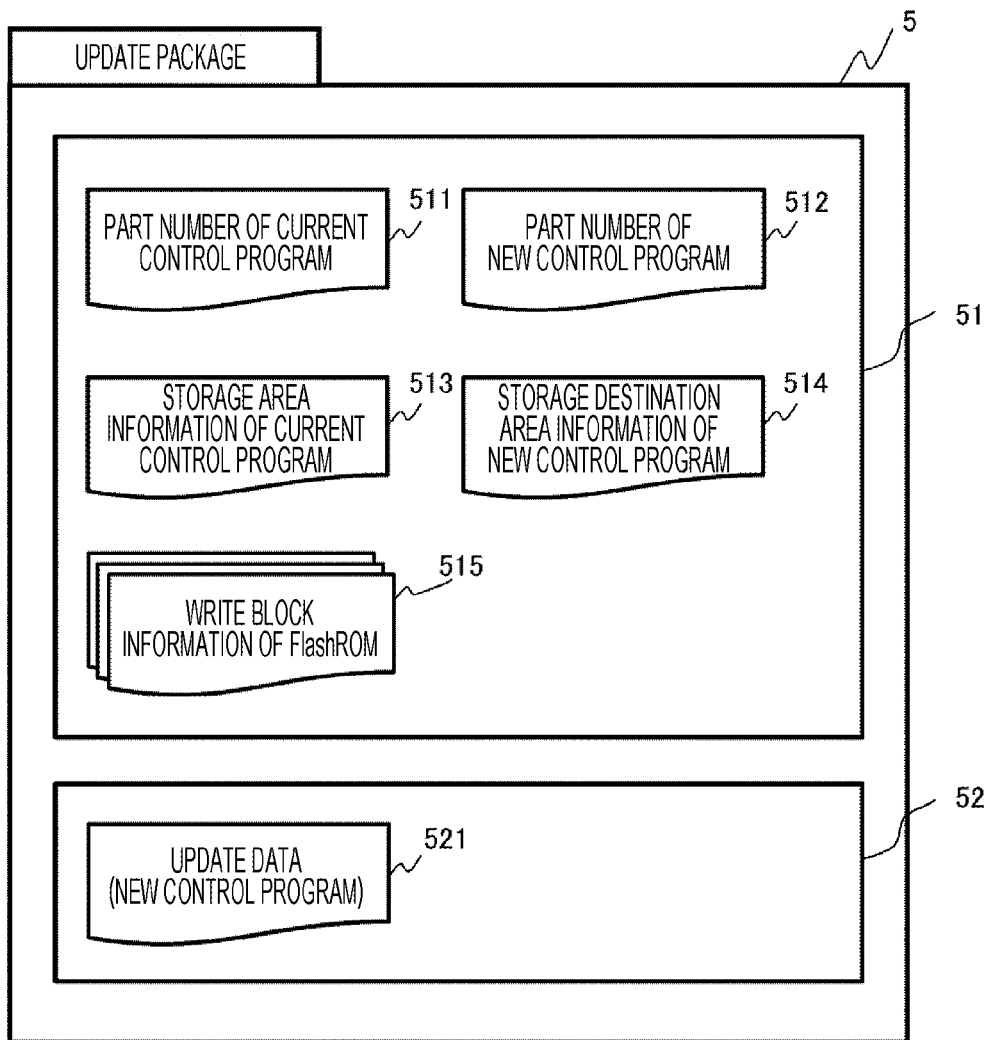 5
UPDATE PACKAGE
511
PART NUMBER OF CURRENT
CONTROL PROGRAM
512
PART NUMBER OF
NEW CONTROL PROGRAM
51
513
STORAGE AREA
INFORMATION OF CURRENT
CONTROL PROGRAM
514
STORAGE DESTINATION
AREA INFORMATION OF
NEW CONTROL PROGRAM
515
WRITE BLOCK
INFORMATION OF FlashROM
52
521
UPDATE DATA
(NEW CONTROL PROGRAM)